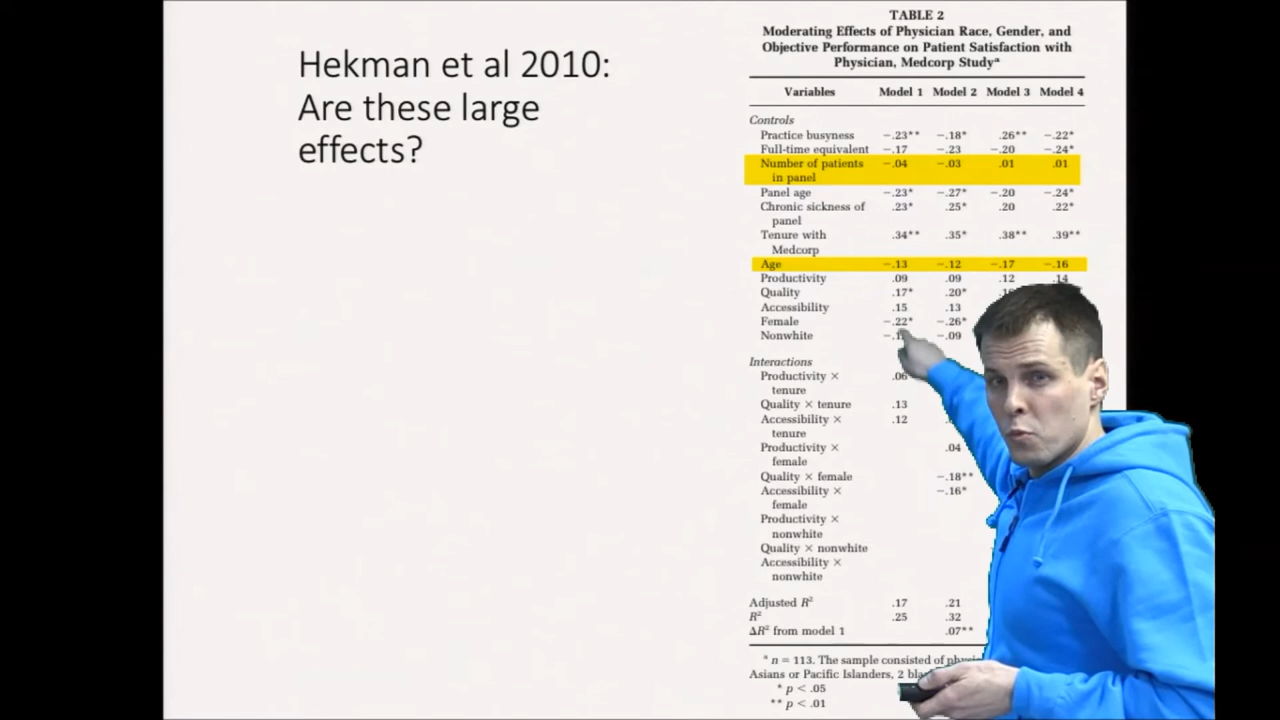 Hekman et al 2010:
Are these large
effects?
TABLE 2
Moderating Effects of Physician Race, Gender, and
Objective Performance on Patient Satisfaction with
Physician, Medcorp Studyª
Variables Model 1 Model 2 Model 3 Model 4
Controls
Practice busyness −.23** −.18* .26** −.22*
Full-time equivalent −.17 −.23 −.20 −.24*
Number of patients −.04 −.03 .01 .01
in panel
Panel age −.23* −.27* −.20 −.24*
Chronic sickness of .23* .25* .20 .22*
panel
Tenure with .34** .35* .38** .39**
Medcorp
Age −.13 −.12 −.17 −.16
Productivity .09 .09 .12 .14
Quality .17* .20*
Accessibility .15 .13
Female −.22* −.26*
Nonwhite −.09
Interactions
Productivity × .06
tenure
Quality × tenure .13
Accessibility × .12
tenure
Productivity × .04
female
Quality × female −.18**
Accessibility × −.16*
female
Productivity ×
nonwhite
Quality × nonwhite
Accessibility ×
nonwhite
Adjusted R² .17 .21
R² .25 .32
ΔR² from model 1 .07**
ª n = 113. The sample consisted of
Asians or Pacific Islanders, 2
* p < .05
** p < .01